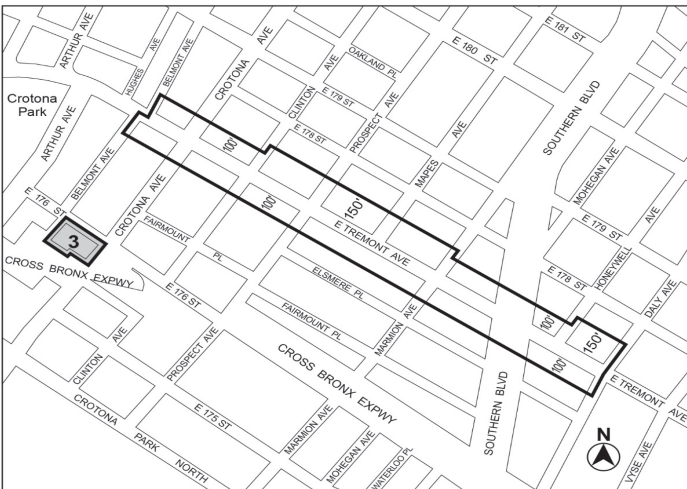 ARTHUR AVE
HUGHES AVE
BELMONT AVE
CROTONA AVE
OAKLAND PL
E 180 ST
E 181 ST
SOUTHERN BLVD
Crotona
Park
ARTHUR AVE
CLINTON AVE
E 179 ST
PROSPECT AVE
E 178 ST
MAPES AVE
100'
BELMONT AVE
MOHEGAN AVE
E 176 ST
CROTONA AVE
100'
150'
E 179 ST
AVE
3
FAIRMOUNT PL
E TREMONT AVE
HONEYWELL
E 178 ST
CROSS BRONX EXPWY
ELSMERE PL
DALY AVE
E 176 ST
FAIRMOUNT PL
MARMION AVE
100'
150'
CLINTON AVE
PROSPECT AVE
CROSS BRONX EXPWY
100'
E TREMONT AVE
CROTONA PARK NORTH
E 175 ST
MARMION AVE
MOHEGAN AVE
WATERLOO PL
SOUTHERN BLVD
N
VYSE AVE